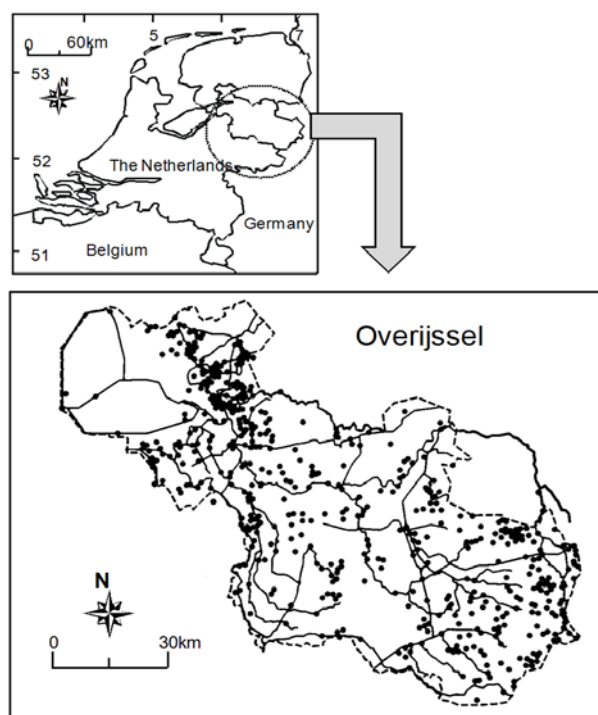 0 60km
5
7
53
N
52
The Netherlands
Germany
51
Belgium
Overijssel
N
0 30km